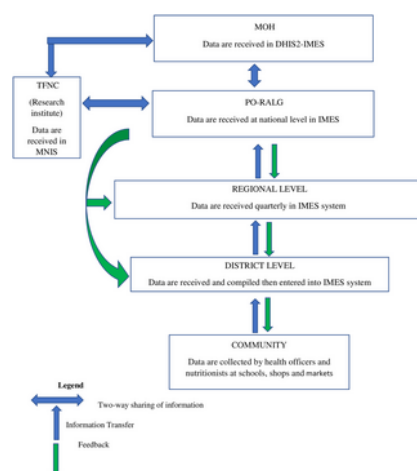 MOH
Data are received in DHIS2-IMES
TFNC
(Research
institute)
Data are
received in
MNIS
PO-RALG
Data are received at national level in IMES
REGIONAL LEVEL
Data are received quarterly in IMES system
DISTRICT LEVEL
Data are received and compiled then entered into IMES system
COMMUNITY
Data are collected by health officers and
nutritionists at schools, shops and markets
Legend
Two-way sharing of information
Information Transfer
Feedback